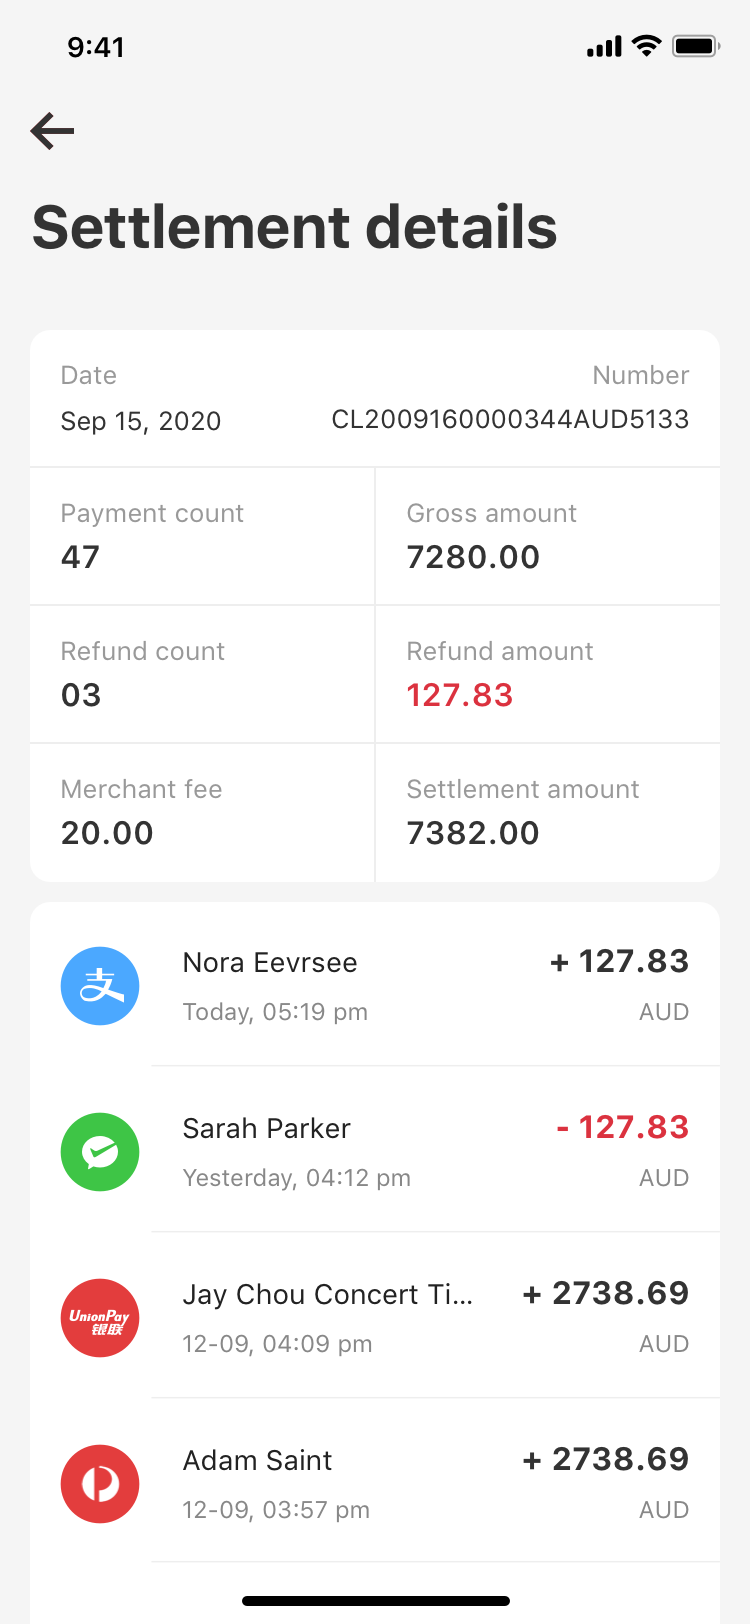 9:41
Settlement details
Date Number
Sep 15, 2020 CL2009160000344AUD5133
Payment count Gross amount
47 7280.00
Refund count Refund amount
03 127.83
Merchant fee Settlement amount
20.00 7382.00
支
Nora Eevrsee + 127.83
Today, 05:19 pm AUD
Sarah Parker - 127.83
Yesterday, 04:12 pm AUD
Jay Chou Concert Ti... + 2738.69
UnionPay
银联
12-09, 04:09 pm AUD
Adam Saint + 2738.69
12-09, 03:57 pm AUD